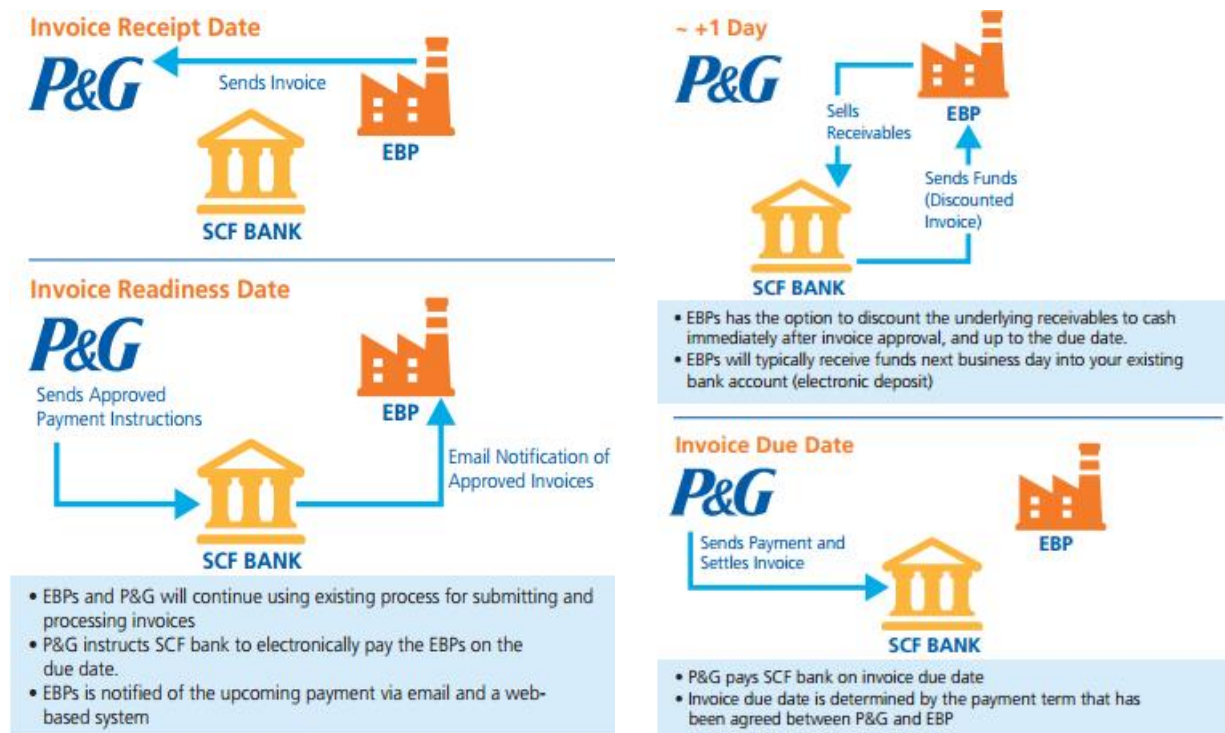 Invoice Receipt Date
P&G
Sends Invoice
EBP
SCF BANK
Invoice Readiness Date
P&G
Sends Approved
Payment Instructions
EBP
Email Notification of
Approved Invoices
SCF BANK
• EBPs and P&G will continue using existing process for submitting and
processing invoices
• P&G instructs SCF bank to electronically pay the EBPs on the
due date.
• EBPs is notified of the upcoming payment via email and a web-
based system
~ +1 Day
P&G
EBP
Sells
Receivables
Sends Funds
(Discounted
Invoice)
SCF BANK
• EBPs has the option to discount the underlying receivables to cash
immediately after invoice approval, and up to the due date.
• EBPs will typically receive funds next business day into your existing
bank account (electronic deposit)
Invoice Due Date
P&G
Sends Payment and
Settles Invoice
EBP
SCF BANK
• P&G pays SCF bank on invoice due date
• Invoice due date is determined by the payment term that has
been agreed between P&G and EBP